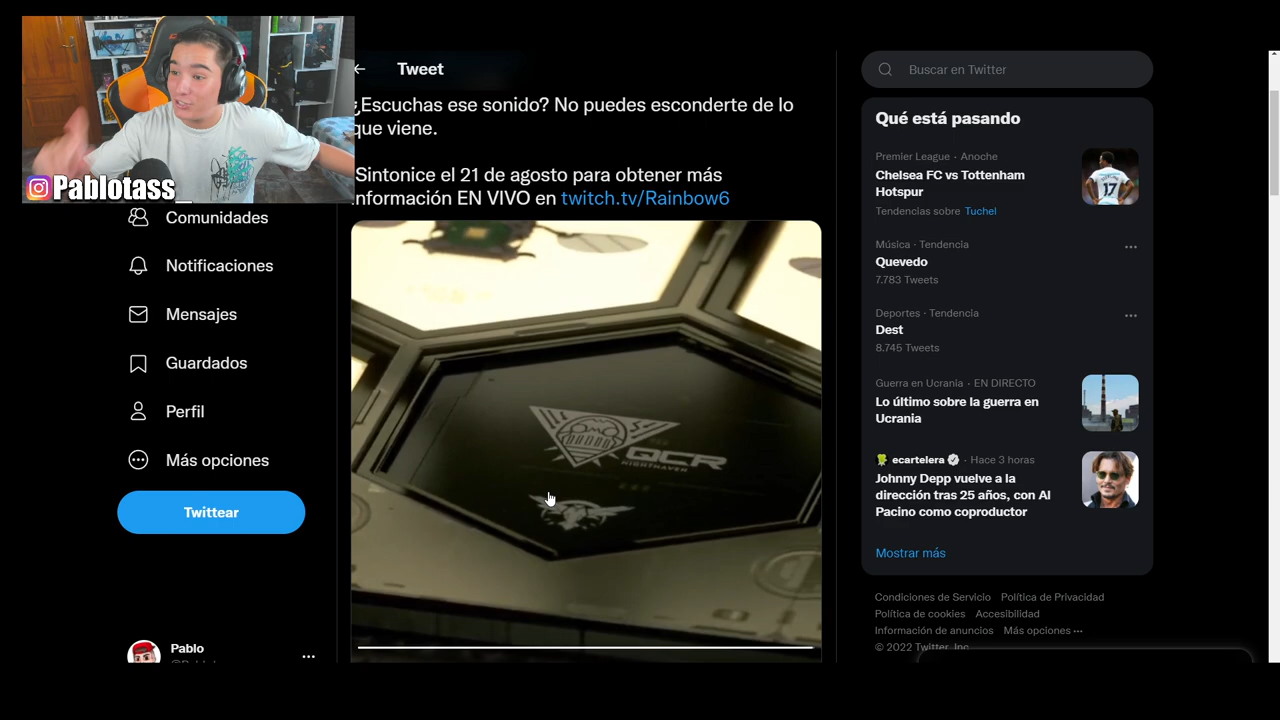 Pablotass_
Tweet
¿Escuchas ese sonido? No puedes esconderte de lo
que viene.
Sintonice el 21 de agosto para obtener más
información EN VIVO en twitch.tv/Rainbow6
QCR
NIGHTHAVEN
Comunidades
Notificaciones
Mensajes
Guardados
Perfil
Más opciones
Twittear
Pablo
Buscar en Twitter
Qué está pasando
Premier League · Anoche
Chelsea FC vs Tottenham
Hotspur
Tendencias sobre Tuchel
17
Música · Tendencia
Quevedo
7.783 Tweets
Deportes · Tendencia
Dest
8.745 Tweets
Guerra en Ucrania · EN DIRECTO
Lo último sobre la guerra en
Ucrania
ecartelera · Hace 3 horas
Johnny Depp vuelve a la
dirección tras 25 años, con Al
Pacino como coproductor
Mostrar más
Condiciones de Servicio Política de Privacidad
Política de cookies Accesibilidad
Información de anuncios Más opciones ···
© 2022 Twitter, Inc.